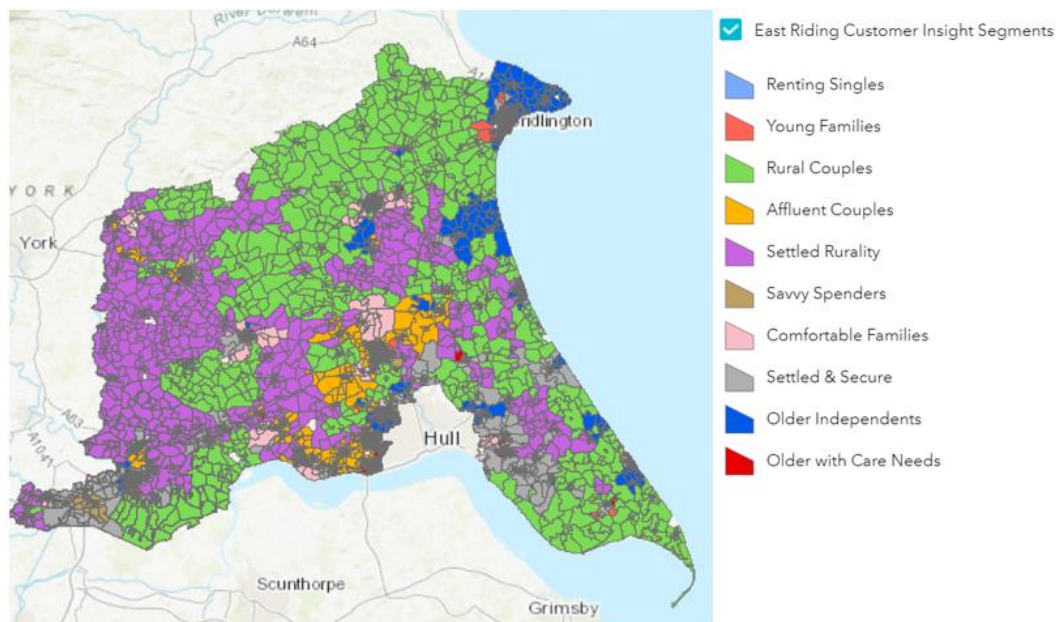 River Derwent
A64
ridlington
YORK
York
A63
A1041
Hull
Scunthorpe
Grimsby
East Riding Customer Insight Segments
Renting Singles
Young Families
Rural Couples
Affluent Couples
Settled Rurality
Savvy Spenders
Comfortable Families
Settled & Secure
Older Independents
Older with Care Needs